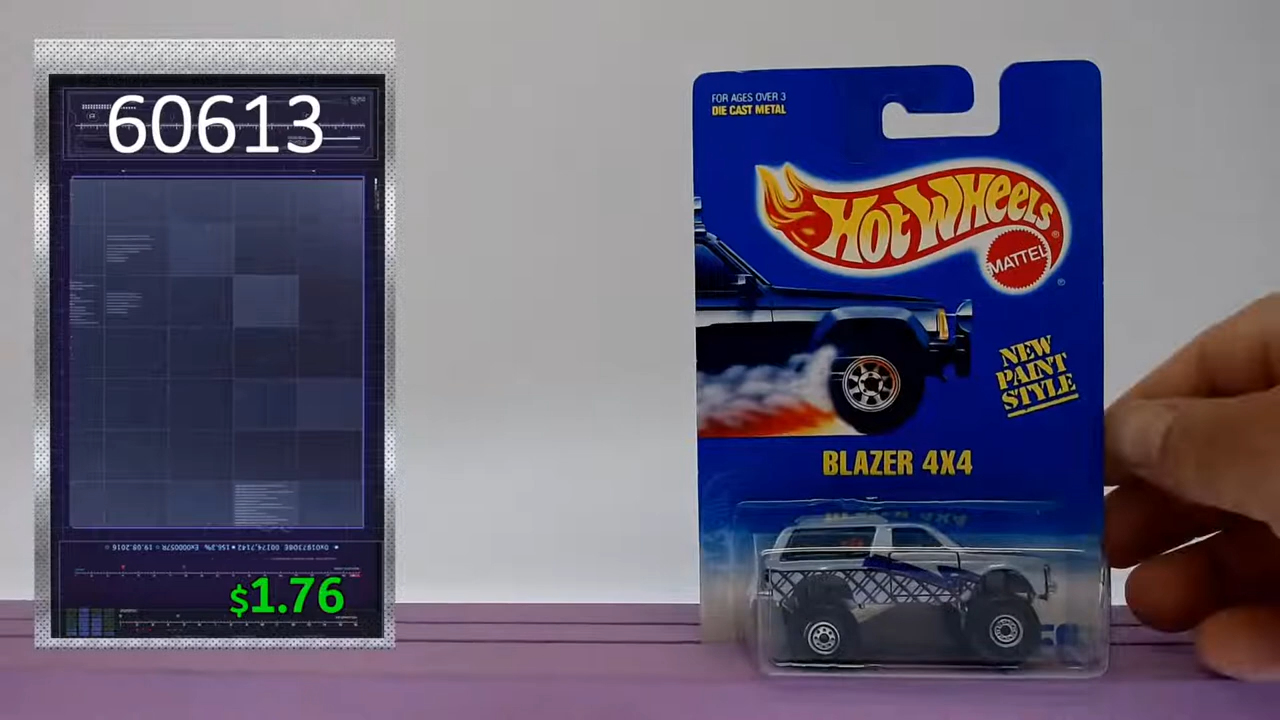 60613
$1.76
FOR AGES OVER 3
DIE CAST METAL
HOT WHEELS
MATTEL
NEW
PAINT
STYLE
BLAZER 4X4